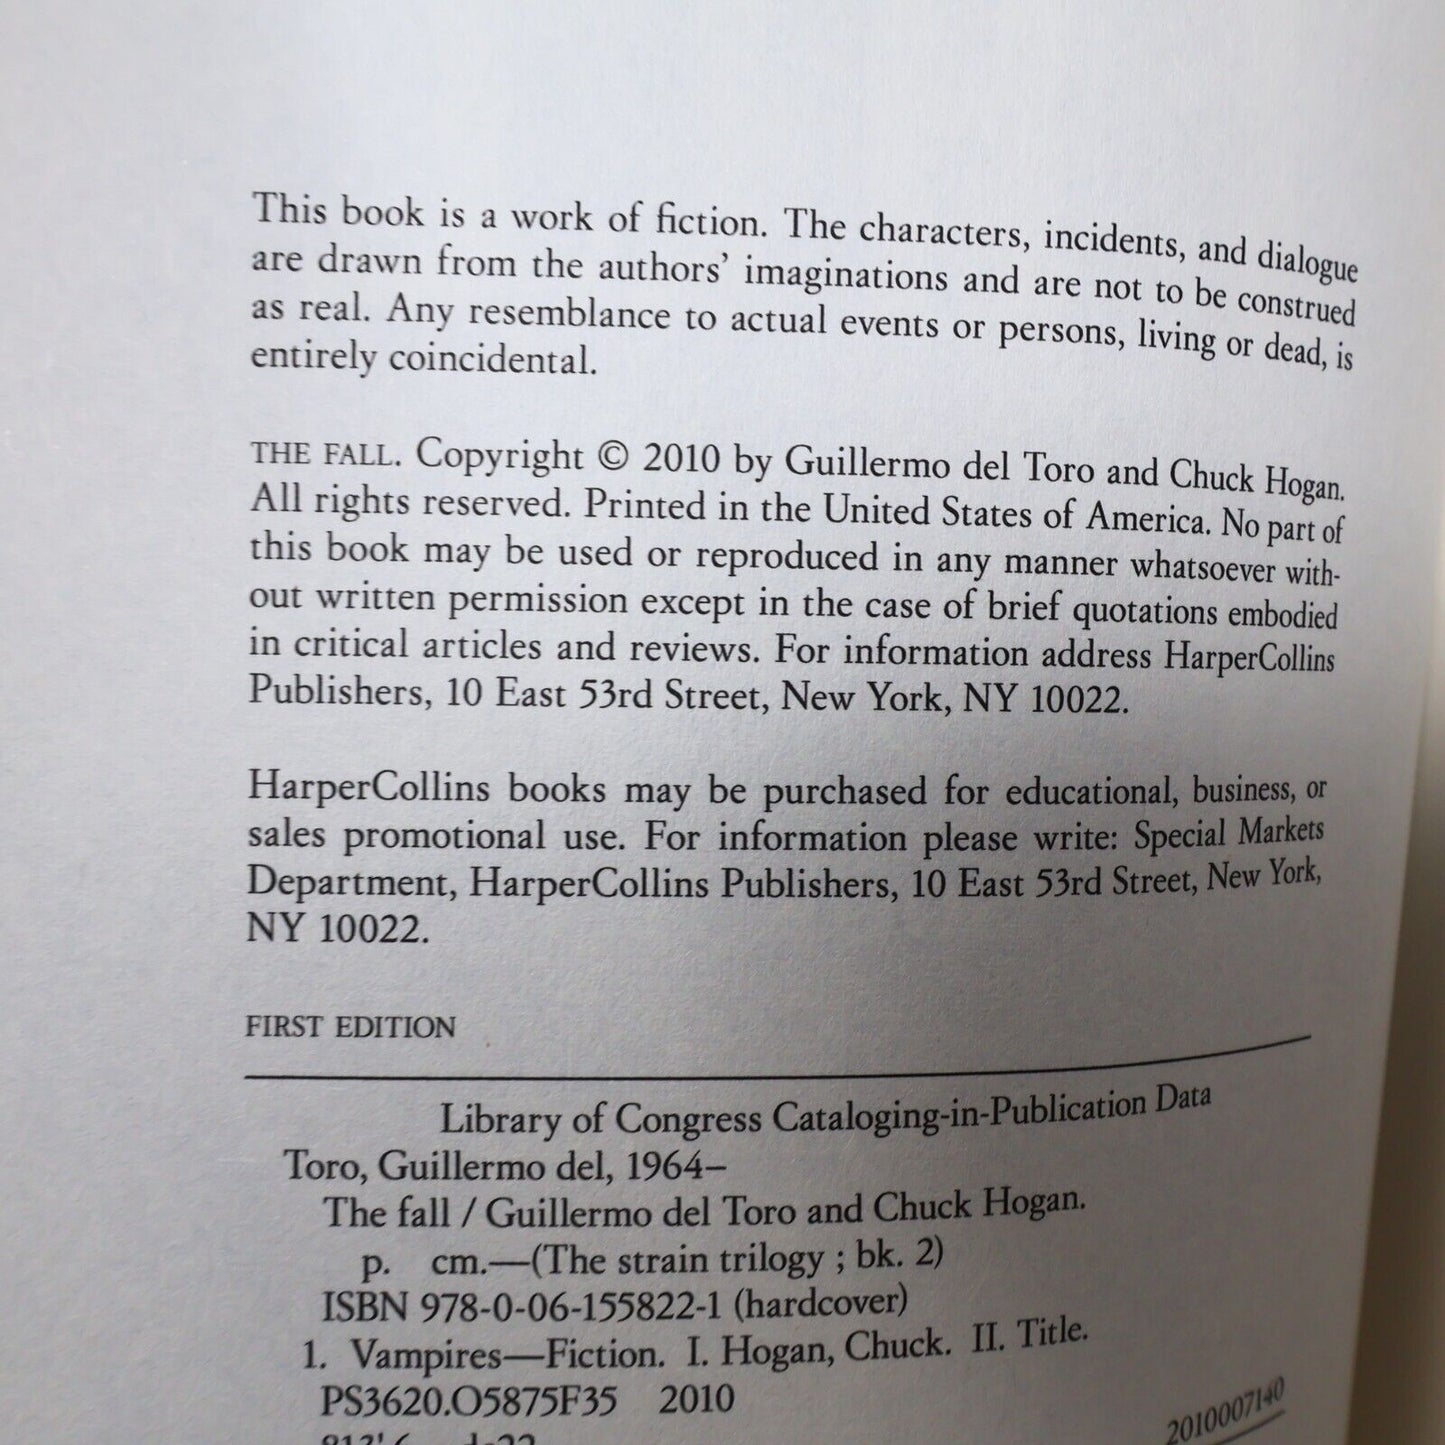 This book is a work of fiction. The characters, incidents, and dialogue
are drawn from the authors' imaginations and are not to be construed
as real. Any resemblance to actual events or persons, living or dead, is
entirely coincidental.
THE FALL. Copyright © 2010 by Guillermo del Toro and Chuck Hogan.
All rights reserved. Printed in the United States of America. No part of
this book may be used or reproduced in any manner whatsoever with-
out written permission except in the case of brief quotations embodied
in critical articles and reviews. For information address HarperCollins
Publishers, 10 East 53rd Street, New York, NY 10022.
HarperCollins books may be purchased for educational, business, or
sales promotional use. For information please write: Special Markets
Department, HarperCollins Publishers, 10 East 53rd Street, New York,
NY 10022.
FIRST EDITION
Library of Congress Cataloging-in-Publication Data
Toro, Guillermo del, 1964–
The fall / Guillermo del Toro and Chuck Hogan.
p. cm.—(The strain trilogy ; bk. 2)
ISBN 978-0-06-155822-1 (hardcover)
1. Vampires—Fiction. I. Hogan, Chuck. II. Title.
PS3620.O5875F35 2010
2010007140